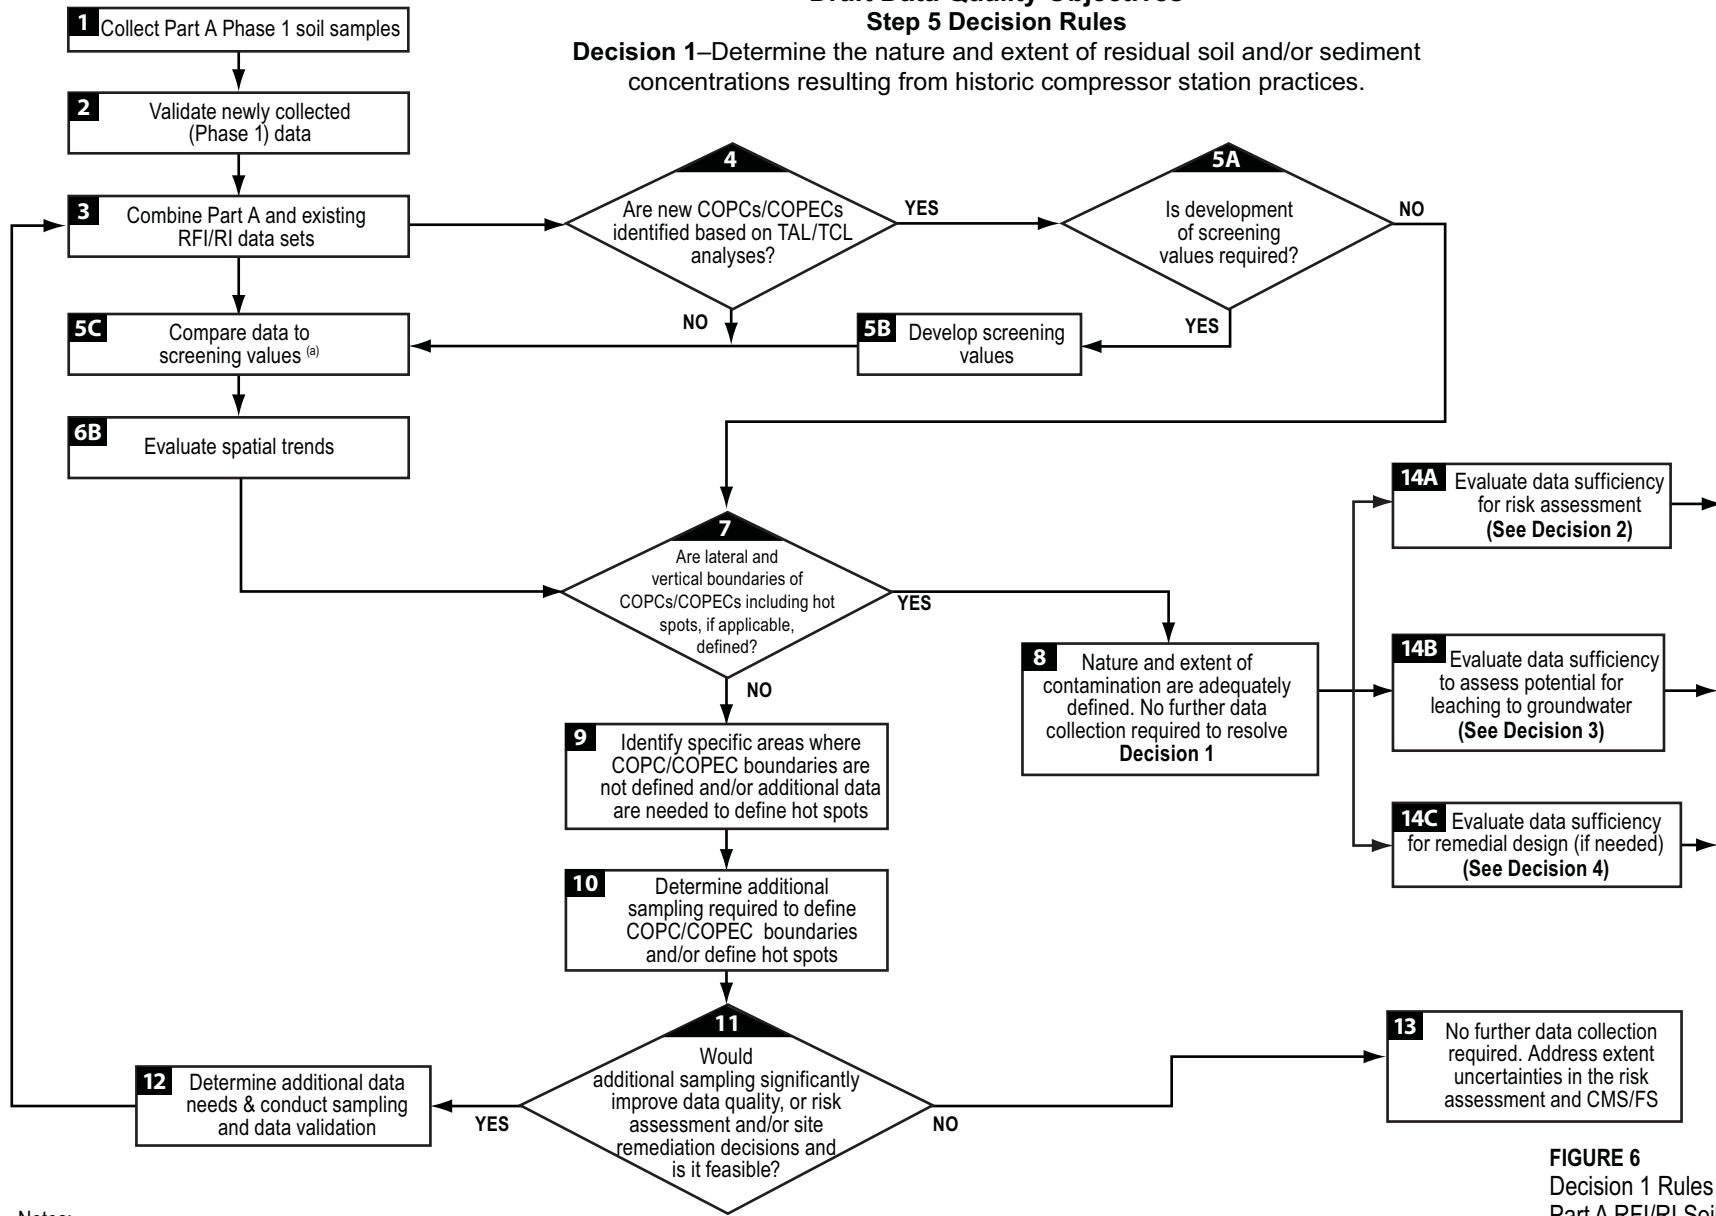 Step 5 Decision Rules
Decision 1–Determine the nature and extent of residual soil and/or sediment
concentrations resulting from historic compressor station practices.
1
Collect Part A Phase 1 soil samples
2
Validate newly collected
(Phase 1) data
3
Combine Part A and existing
RFI/RI data sets
4
Are new COPCs/COPECs
identified based on TAL/TCL
analyses?
YES
NO
5A
Is development
of screening
values required?
NO
YES
5B
Develop screening
values
5C
Compare data to
screening values (a)
6B
Evaluate spatial trends
7
Are lateral and
vertical boundaries of
COPCs/COPECs including hot
spots, if applicable,
defined?
YES
NO
8
Nature and extent of
contamination are adequately
defined. No further data
collection required to resolve
Decision 1
14A
Evaluate data sufficiency
for risk assessment
(See Decision 2)
14B
Evaluate data sufficiency
to assess potential for
leaching to groundwater
(See Decision 3)
14C
Evaluate data sufficiency
for remedial design (if needed)
(See Decision 4)
9
Identify specific areas where
COPC/COPEC boundaries are
not defined and/or additional data
are needed to define hot spots
10
Determine additional
sampling required to define
COPC/COPEC boundaries
and/or define hot spots
11
Would
additional sampling significantly
improve data quality, or risk
assessment and/or site
remediation decisions and
is it feasible?
YES
NO
12
Determine additional data
needs & conduct sampling
and data validation
13
No further data collection
required. Address extent
uncertainties in the risk
assessment and CMS/FS
FIGURE 6
Decision 1 Rules
Part A RFI/RI Soil